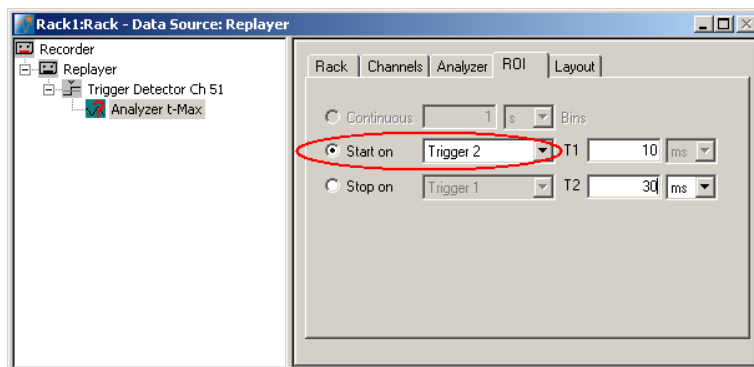 Rack1:Rack - Data Source: Replayer
Recorder
Replayer
Trigger Detector Ch 51
Analyzer t-Max
Rack Channels Analyzer ROI Layout
Continuous 1 s Bins
Start on Trigger 2 T1 10 ms
Stop on Trigger 1 T2 30 ms